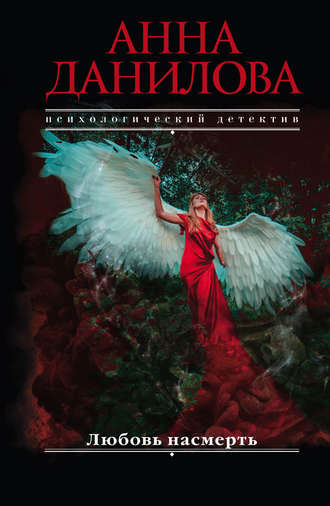 АННА
ДАНИЛОВА
психологический детектив
Любовь насмерть